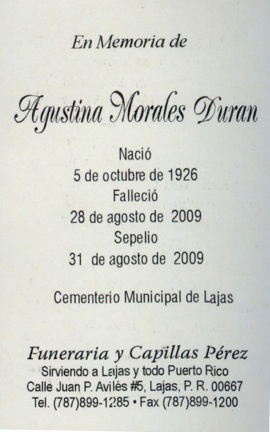 En Memoria de
Agustina Morales Duran
Nació
5 de octubre de 1926
Falleció
28 de agosto de 2009
Sepelio
31 de agosto de 2009
Cementerio Municipal de Lajas
Funeraria y Capillas Pérez
Sirviendo a Lajas y todo Puerto Rico
Calle Juan P. Avilés #5, Lajas, P. R. 00667
Tel. (787)899-1285 • Fax (787)899-1200